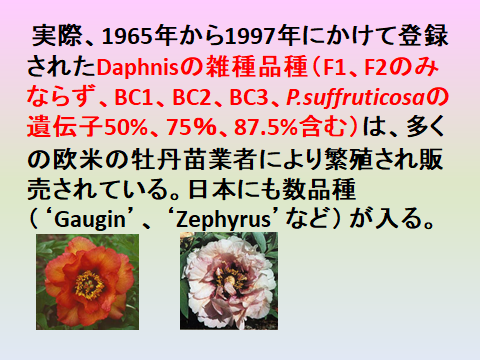 実際、1965年から1997年にかけて登録
されたDaphnisの雑種品種（F1、F2のみ
ならず、BC1、BC2、BC3、P.suffruticosaの
遺伝子50%、75%、87.5%含む）は、多く
の欧米の牡丹苗業者により繁殖され販
売されている。日本にも数品種
（‘Gaugin’、‘Zephyrus’など）が入る。